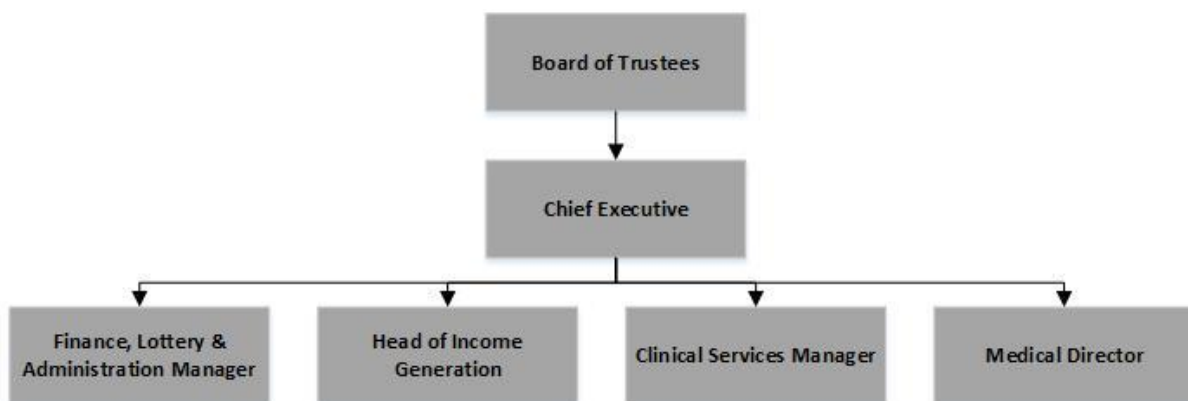 Board of Trustees
Chief Executive
Finance, Lottery &
Administration Manager
Head of Income
Generation
Clinical Services Manager
Medical Director